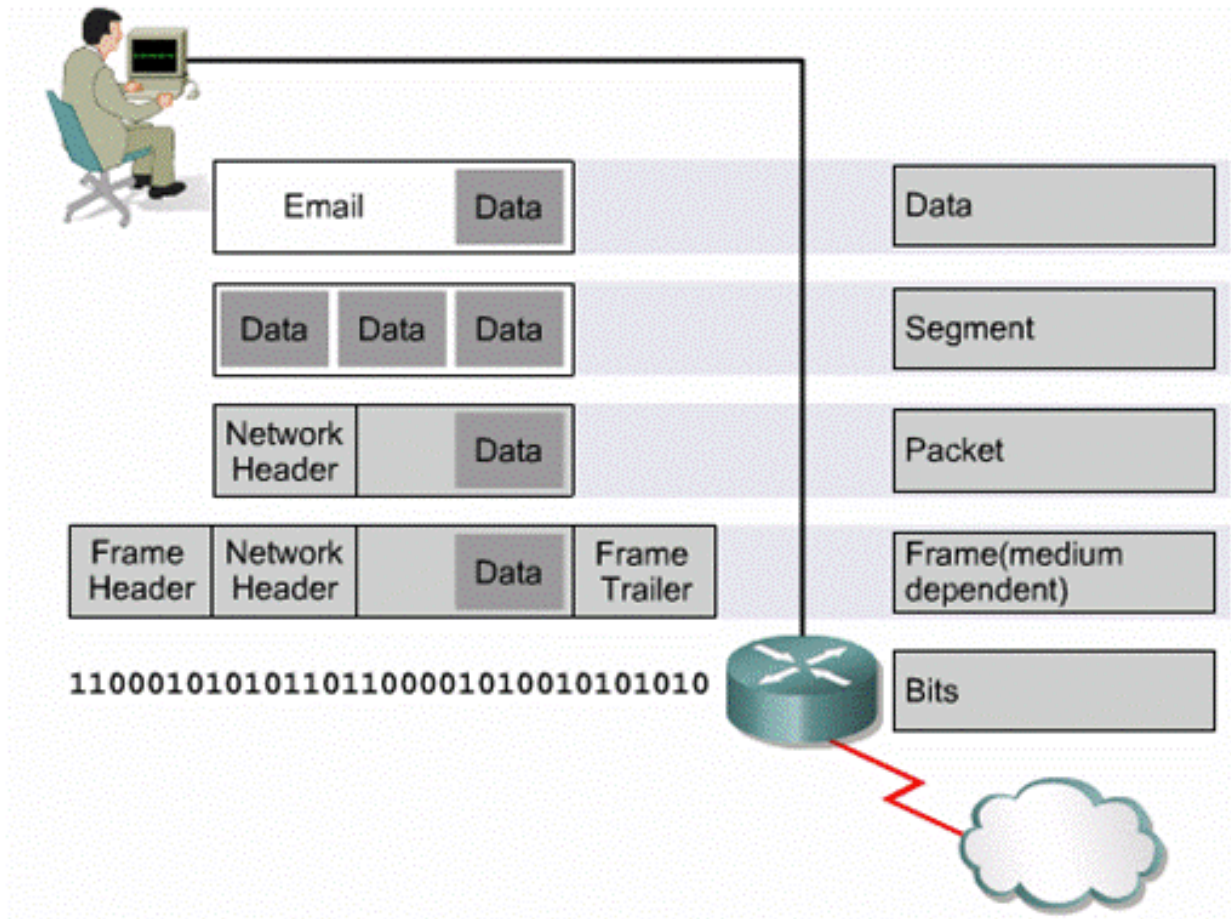 Email Data Data
Data Data Data Segment
Network
Header Data Packet
Frame
Header Network
Header Data Frame
Trailer Frame(medium
dependent)
110001010101101100001010010101010 Bits